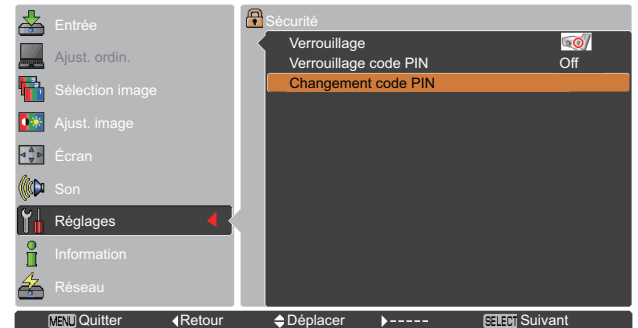 Entrée
Ajust. ordin.
Sélection image
Ajust. image
Écran
Son
Réglages
Information
Réseau
Sécurité
Verrouillage
Verrouillage code PIN Off
Changement code PIN
MENU Quitter Retour Déplacer ----- SELECT Suivant